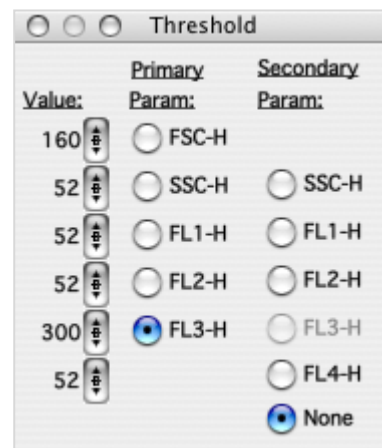 Threshold
Primary Secondary
Value: Param: Param:
160 FSC-H
52 SSC-H SSC-H
52 FL1-H FL1-H
52 FL2-H FL2-H
300 FL3-H FL3-H
52 FL4-H
None